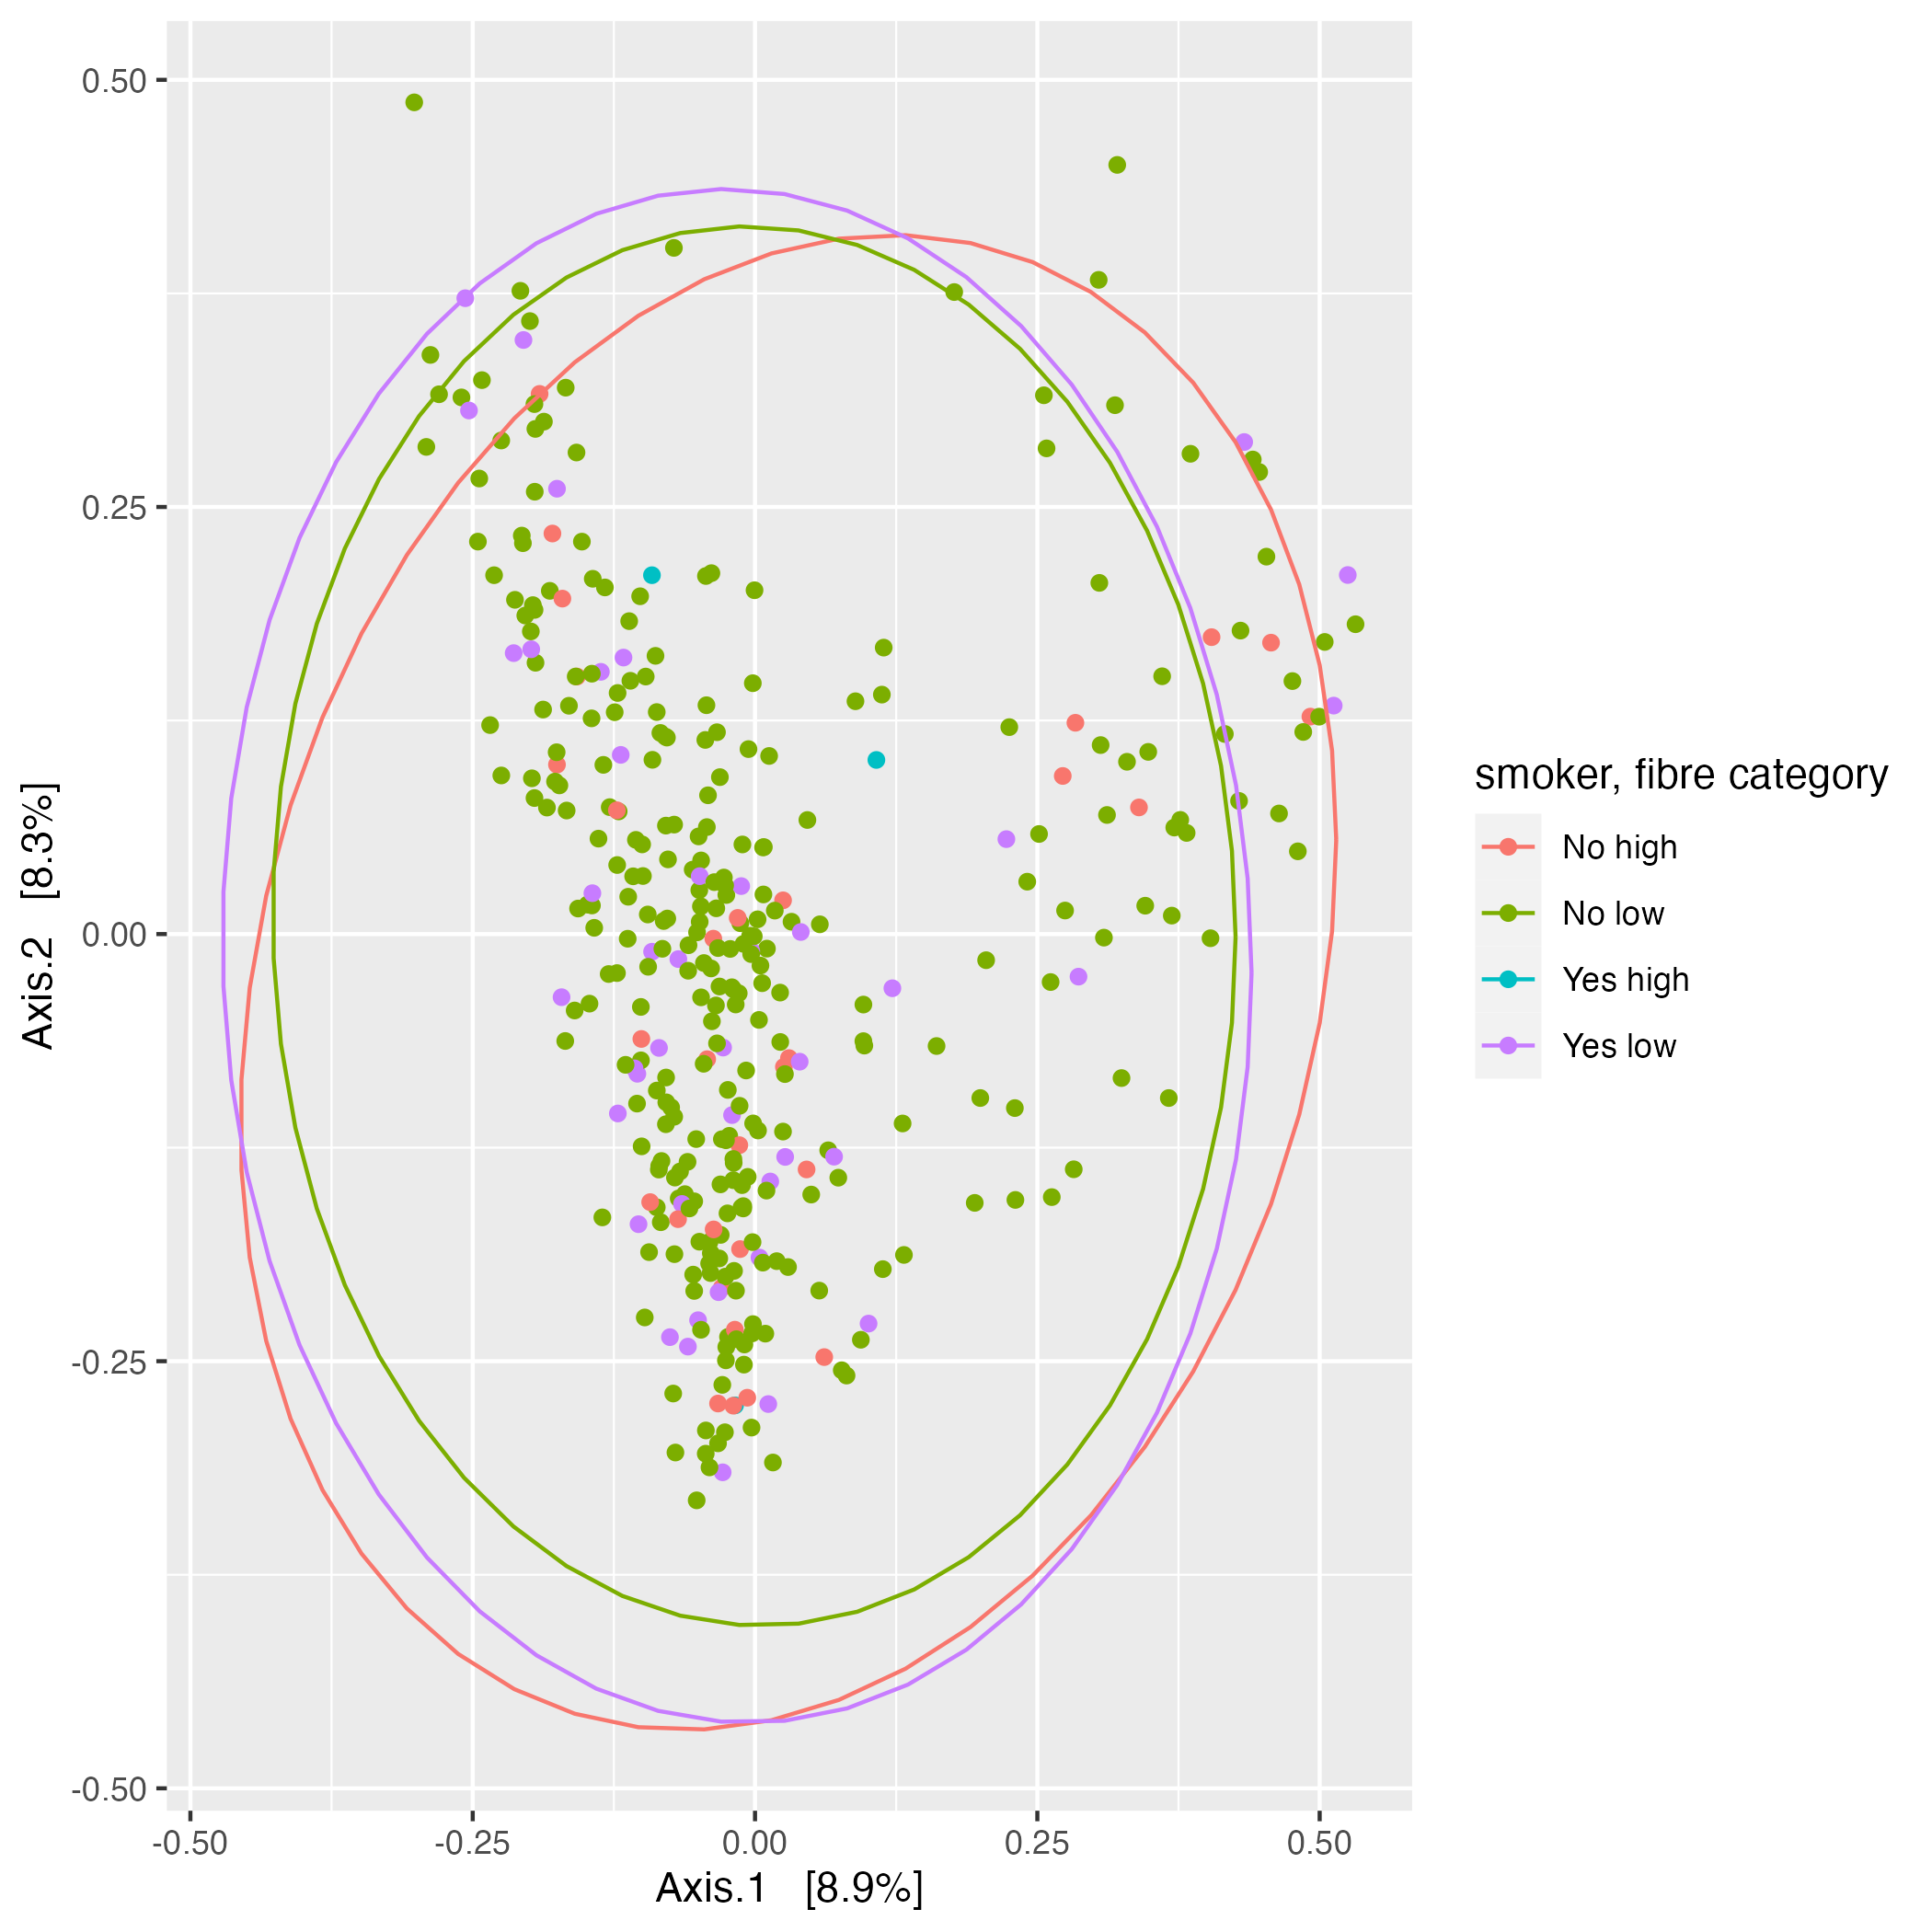 0.50
0.25
0.00
-0.25
-0.50
Axis.2 [8.3%]
-0.50 -0.25 0.00 0.25 0.50
Axis.1 [8.9%]
smoker, fibre category
No high
No low
Yes high
Yes low